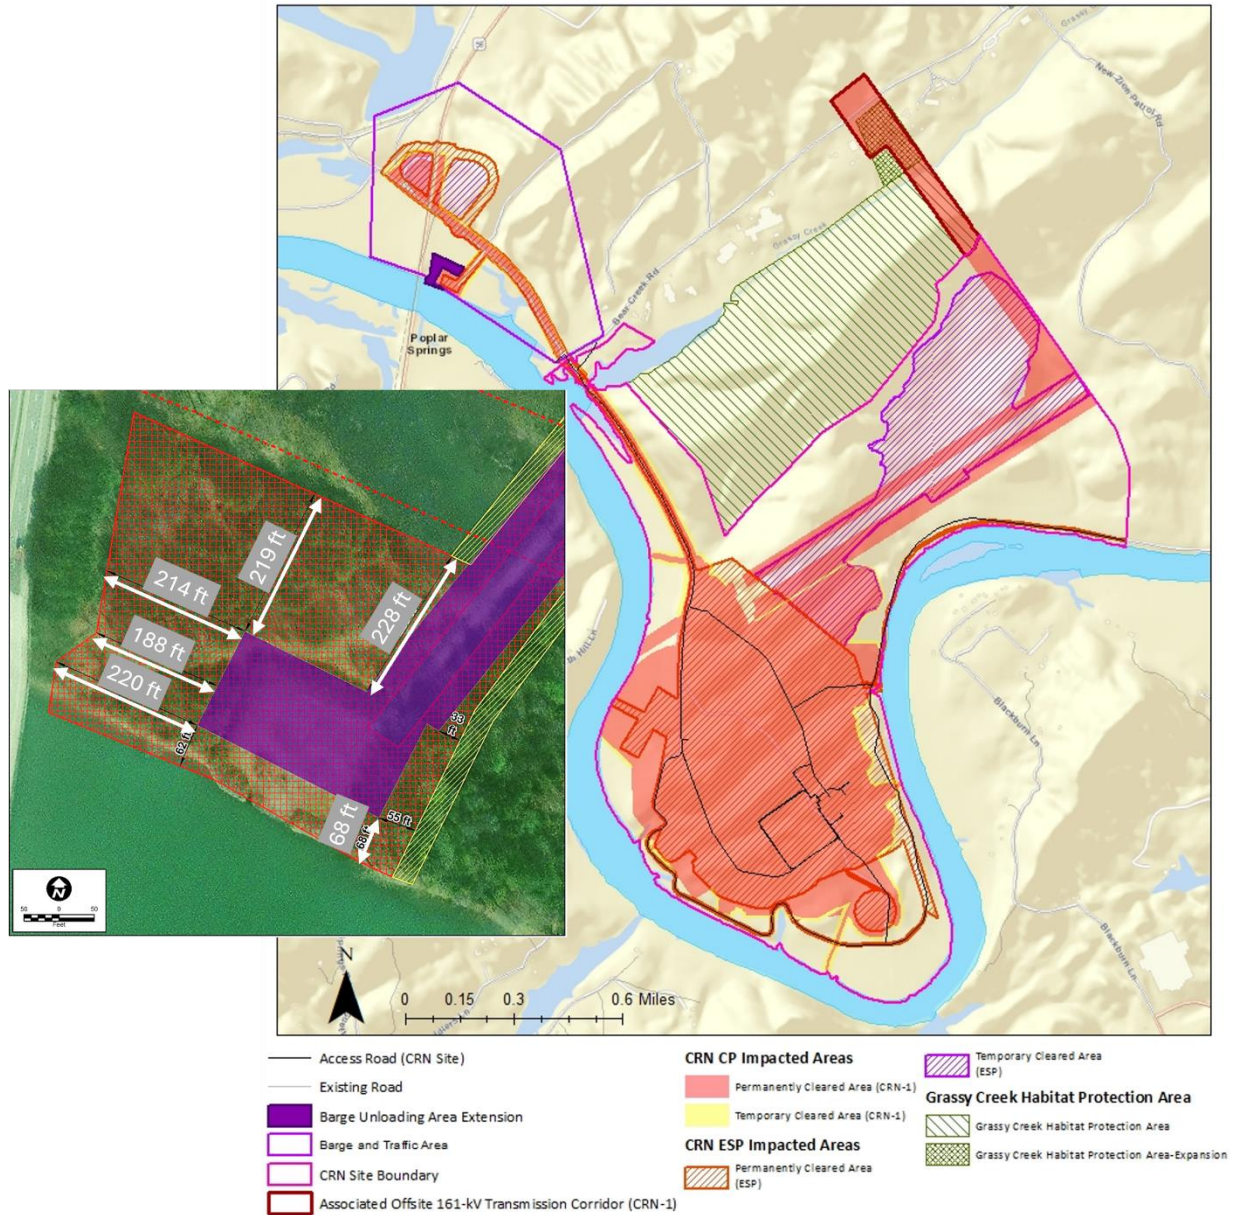 Grassy Creek
New Zion Patrol Rd
Grassy Creek
Bear Creek Rd
Poplar
Springs
219 ft
214 ft
228 ft
188 ft
220 ft
33
ft
62 ft
68 ft
68 ft
55 ft
N
50 0 50
Feet
Blackburn Ln
Blackburn Ln
N
0 0.15 0.3 0.6 Miles
Access Road (CRN Site)
Existing Road
Barge Unloading Area Extension
Barge and Traffic Area
CRN Site Boundary
Associated Offsite 161-kV Transmission Corridor (CRN-1)
CRN CP Impacted Areas
Permanently Cleared Area (CRN-1)
Temporary Cleared Area (CRN-1)
CRN ESP Impacted Areas
Permanently Cleared Area
(ESP)
Temporary Cleared Area
(ESP)
Grassy Creek Habitat Protection Area
Grassy Creek Habitat Protection Area
Grassy Creek Habitat Protection Area-Expansion